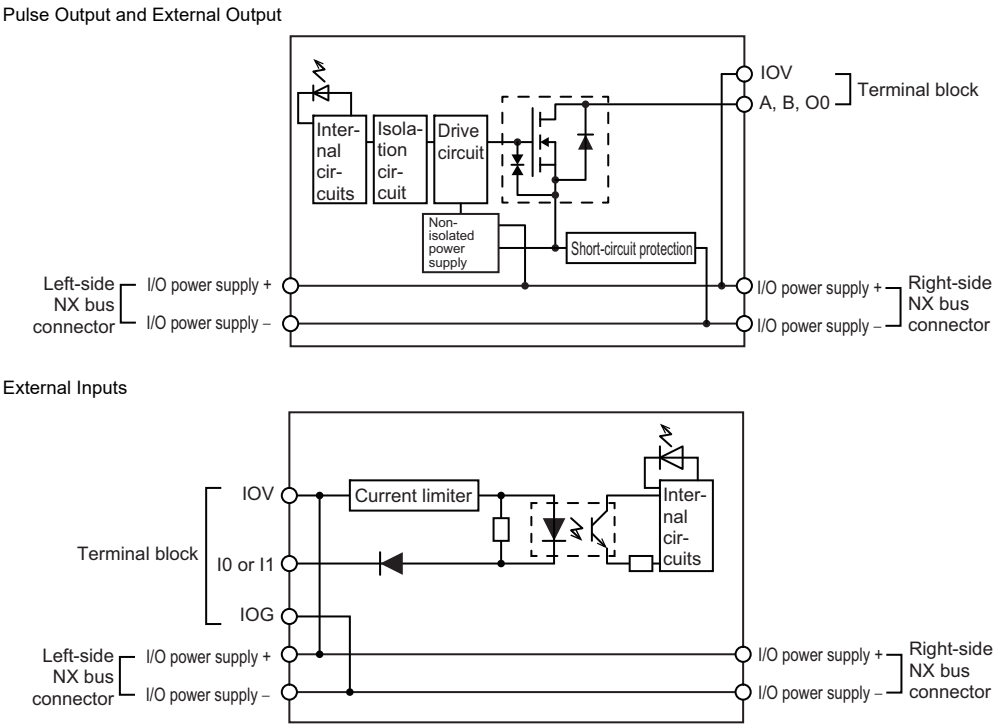 Pulse Output and External Output
IOV
A, B, O0
Terminal block
Inter-
nal
cir-
cuits
Isola-
tion
cir-
cuit
Drive
circuit
Non-
isolated
power
supply
Short-circuit protection
Left-side
NX bus
connector
I/O power supply +
I/O power supply –
I/O power supply +
I/O power supply –
Right-side
NX bus
connector
External Inputs
Terminal block
IOV
I0 or I1
IOG
Current limiter
Inter-
nal
cir-
cuits
Left-side
NX bus
connector
I/O power supply +
I/O power supply –
I/O power supply +
I/O power supply –
Right-side
NX bus
connector